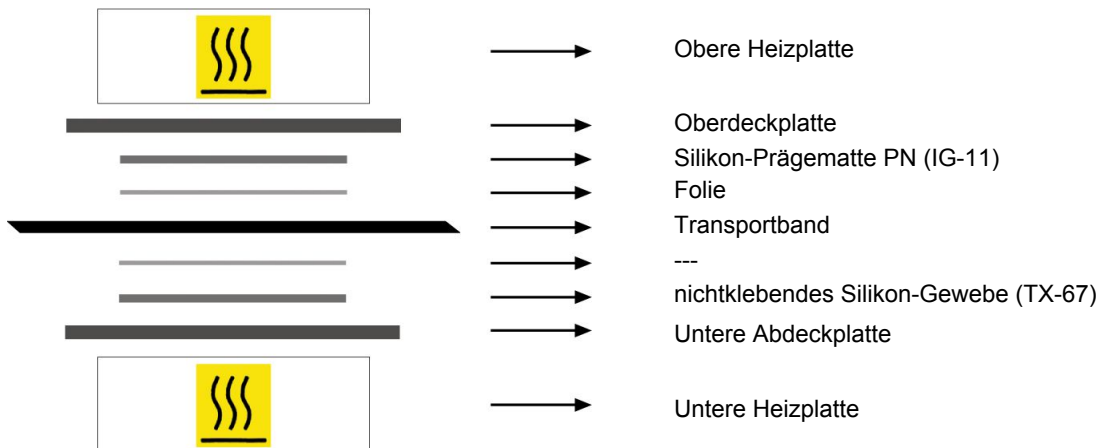 Obere Heizplatte
Oberdeckplatte
Silikon-Prägematte PN (IG-11)
Folie
Transportband
---
nichtklebendes Silikon-Gewebe (TX-67)
Untere Abdeckplatte
Untere Heizplatte